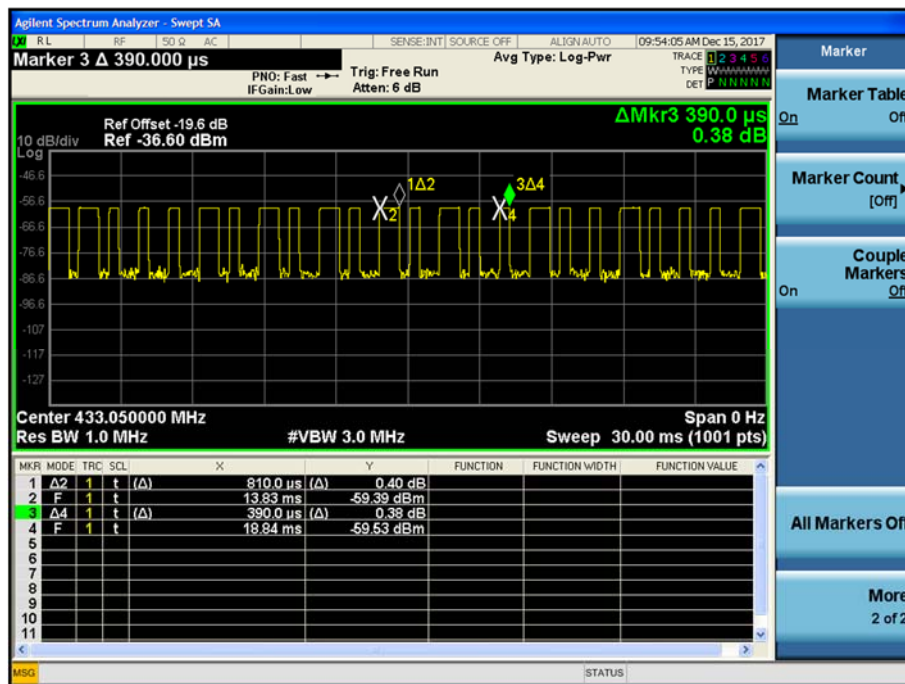 Agilent Spectrum Analyzer - Swept SA
LXI RL RF 50 Ω AC SENSE:INT SOURCE OFF ALIGN AUTO 09:54:05 AM Dec 15, 2017
Marker 3 Δ 390.000 µs
PNO: Fast
IFGain:Low
Trig: Free Run
Atten: 6 dB
Avg Type: Log-Pwr
TRACE 1 2 3 4 5 6
TYPE W
DET P N N N N N
Ref Offset -19.6 dB
10 dB/div Ref -36.60 dBm
Log
ΔMkr3 390.0 µs
0.38 dB
-46.6
-56.6
-66.6
-76.6
-86.6
-96.6
-107
-117
-127
1Δ2 3Δ4
2 4
Center 433.050000 MHz Span 0 Hz
Res BW 1.0 MHz #VBW 3.0 MHz Sweep 30.00 ms (1001 pts)
MKR MODE TRC SCL X Y FUNCTION FUNCTION WIDTH FUNCTION VALUE
1 Δ2 1 t (Δ) 810.0 µs (Δ) 0.40 dB
2 F 1 t 13.83 ms -59.39 dBm
3 Δ4 1 t (Δ) 390.0 µs (Δ) 0.38 dB
4 F 1 t 18.84 ms -59.53 dBm
5
6
7
8
9
10
11
MSG STATUS
Marker
Marker Table
On Off
Marker Count
[Off]
Couple
Markers
On Off
All Markers Off
More
2 of 2